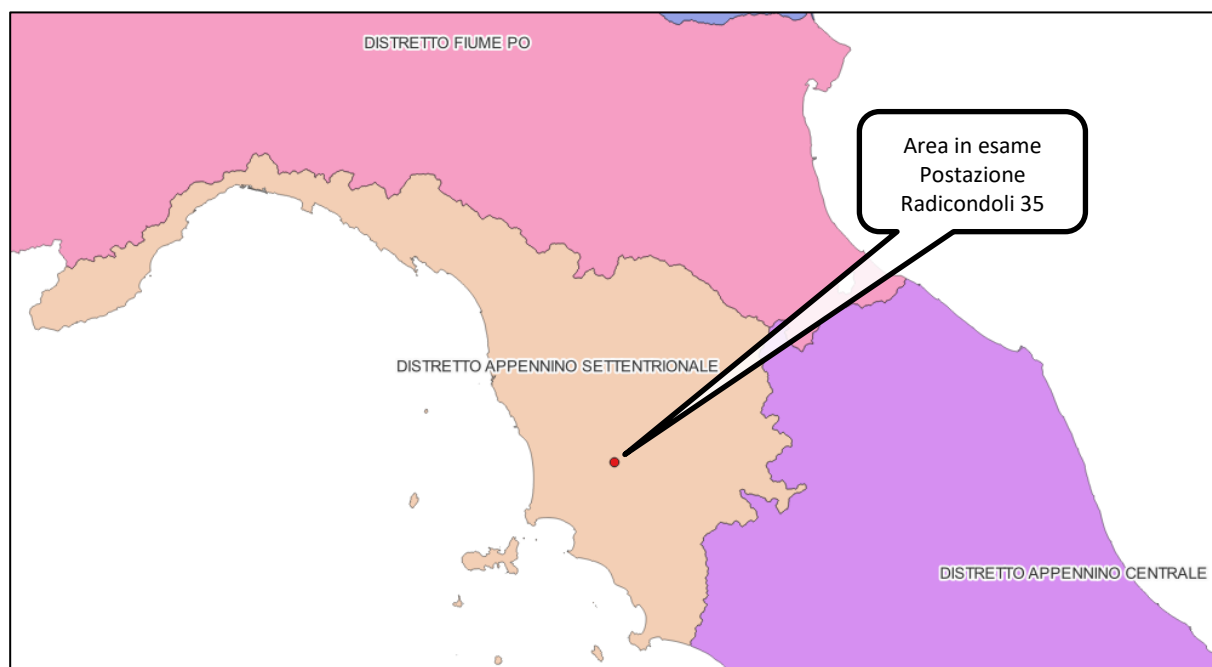 DISTRETTO FIUME PO
Area in esame
Postazione
Radicondoli 35
DISTRETTO APPENNINO SETTENTRIONALE
DISTRETTO APPENNINO CENTRALE